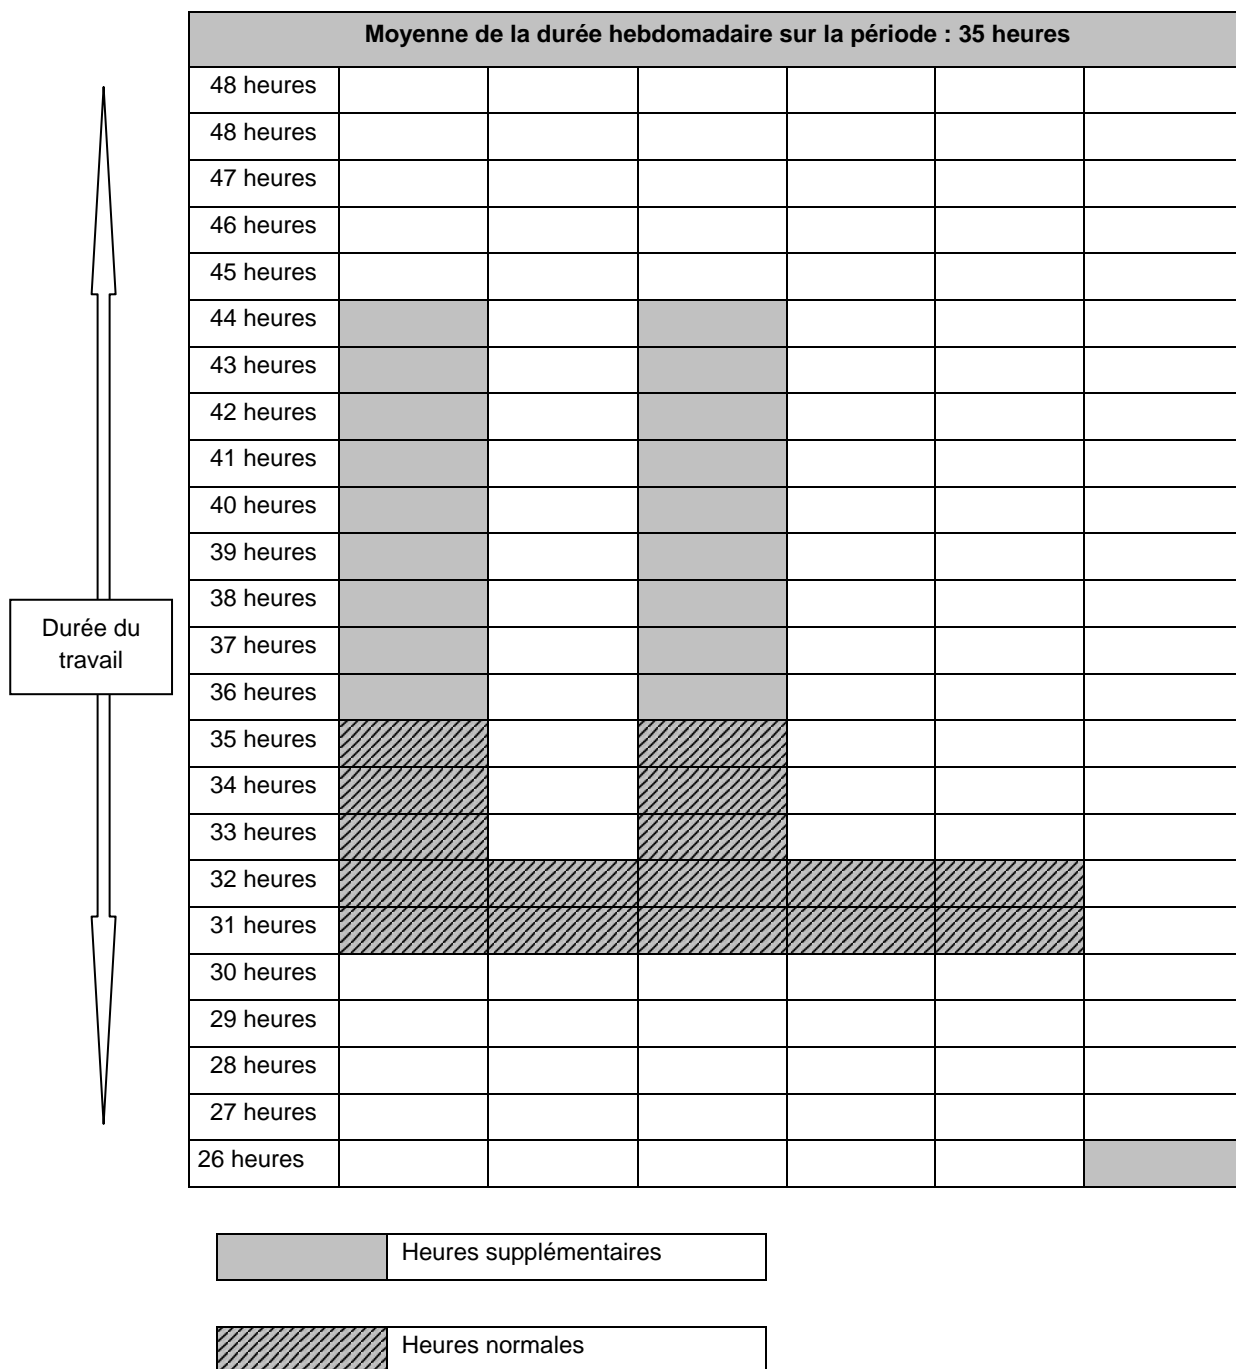 Moyenne de la durée hebdomadaire sur la période : 35 heures
48 heures
48 heures
47 heures
46 heures
45 heures
44 heures
43 heures
42 heures
41 heures
40 heures
39 heures
38 heures
Durée du
travail
37 heures
36 heures
35 heures
34 heures
33 heures
32 heures
31 heures
30 heures
29 heures
28 heures
27 heures
26 heures
Heures supplémentaires
Heures normales